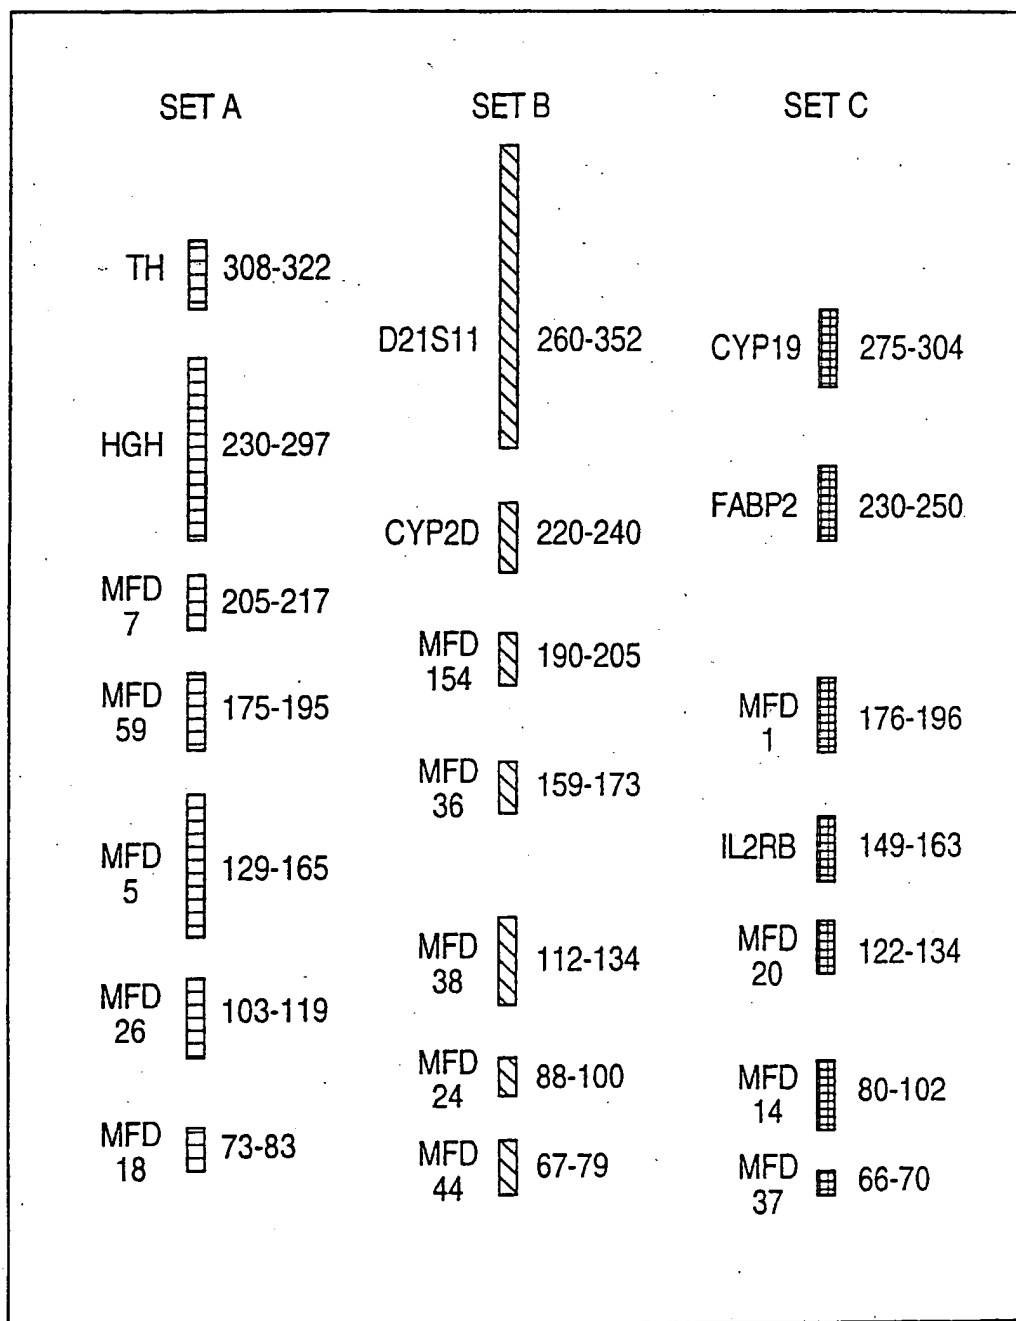 SET A
TH 308-322
HGH 230-297
MFD
7
205-217
MFD
59
175-195
MFD
5
129-165
MFD
26
103-119
MFD
18
73-83
SET B
D21S11 260-352
CYP2D 220-240
MFD
154
190-205
MFD
36
159-173
MFD
38
112-134
MFD
24
88-100
MFD
44
67-79
SET C
CYP19 275-304
FABP2 230-250
MFD
1
176-196
IL2RB 149-163
MFD
20
122-134
MFD
14
80-102
MFD
37
66-70